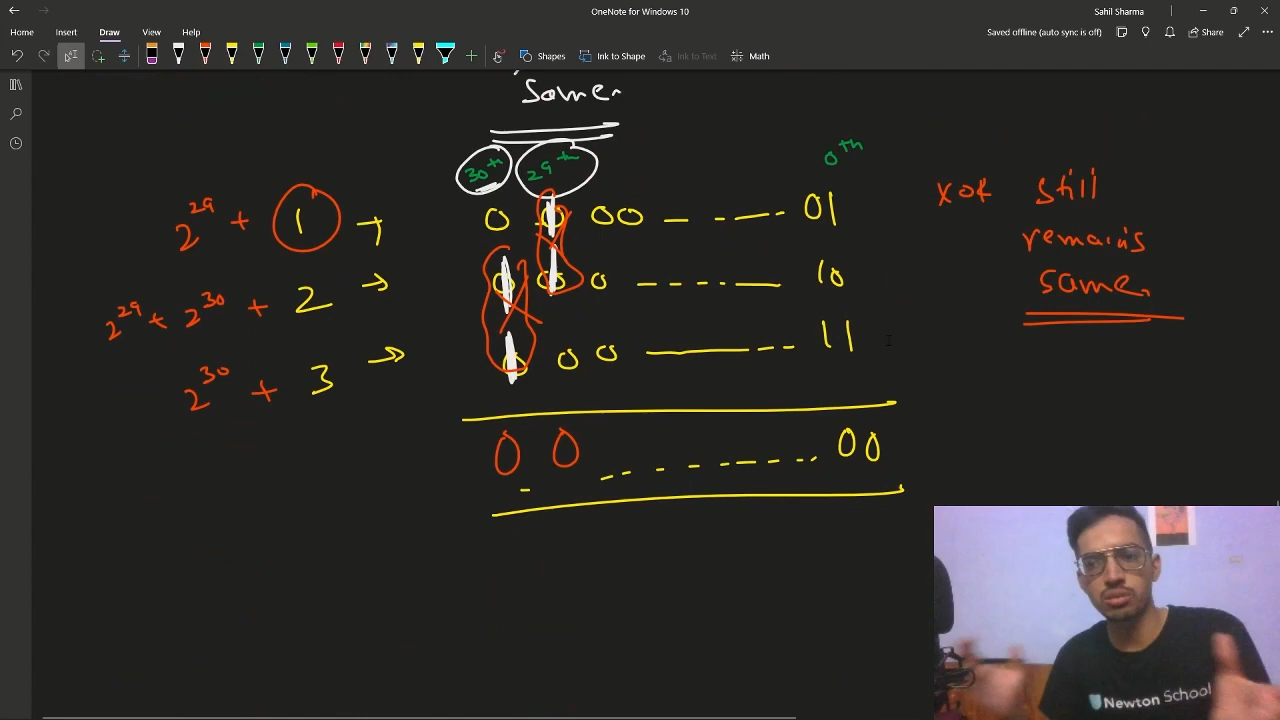 OneNote for Windows 10
Sahil Sharma
Home Insert Draw View Help
Saved offline (auto sync is off)
Share
Shapes
Ink to Shape
Ink to Text
Math
Same.
30th 29th 0th
2^29 + 1 → 0 0 00 — - — - 01
2^29 + 2^30 + 2 → 0 0 0 - - - - - 10
2^30 + 3 → 0 0 0 — - - 11
0 0 - - - - - - - 00
xor still
remains
same.
Newton School